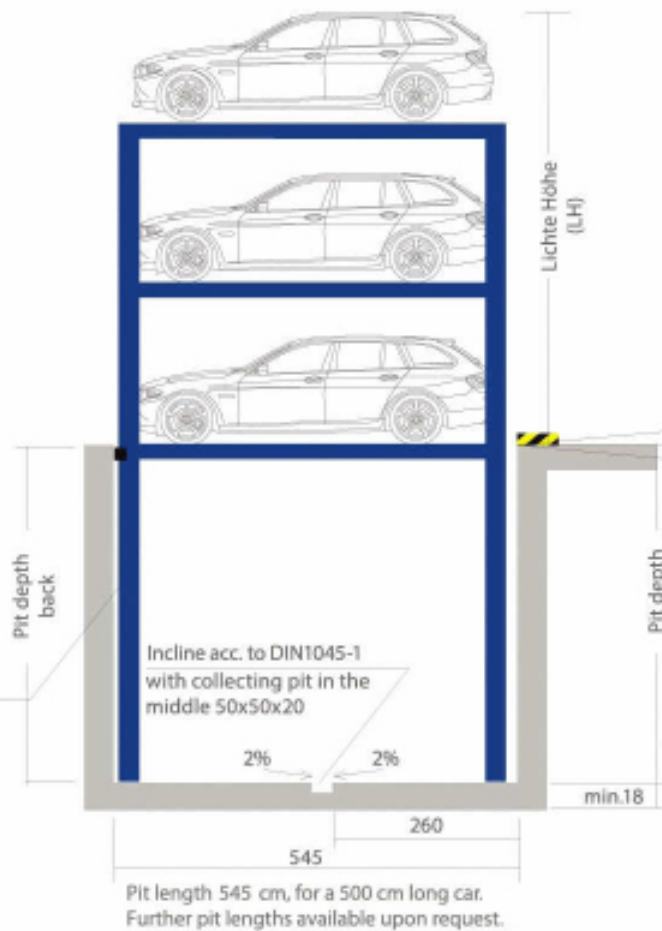 Lichte Höhe
(LH)
Pit depth
back
Pit depth
Incline acc. to DIN1045-1
with collecting pit in the
middle 50x50x20
2%
2%
min.18
260
545
Pit length 545 cm, for a 500 cm long car.
Further pit lengths available upon request.